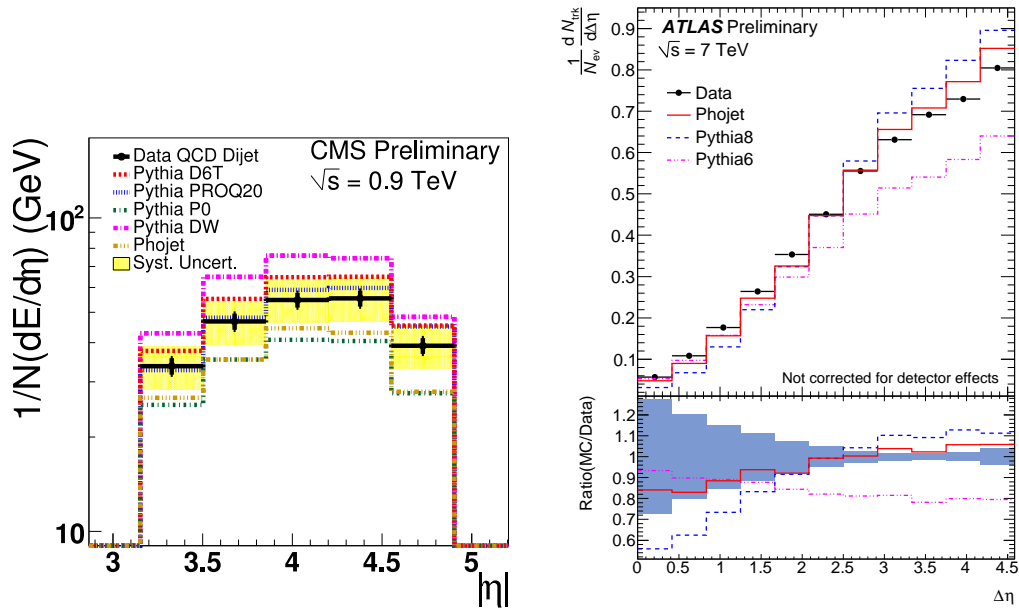 1/N(dE/dη) (GeV)
10²
10
Data QCD Dijet
Pythia D6T
Pythia PROQ20
Pythia P0
Pythia DW
Phojet
Syst. Uncert.
CMS Preliminary
√s = 0.9 TeV
3 3.5 4 4.5 5
|η|
1/N_ev d N_trk/dΔη
ATLAS Preliminary
√s = 7 TeV
Data
Phojet
Pythia8
Pythia6
0.9
0.8
0.7
0.6
0.5
0.4
0.3
0.2
0.1
Not corrected for detector effects
Ratio(MC/Data)
1.2
1.1
1
0.9
0.8
0.7
0.6
0 0.5 1 1.5 2 2.5 3 3.5 4 4.5
Δη